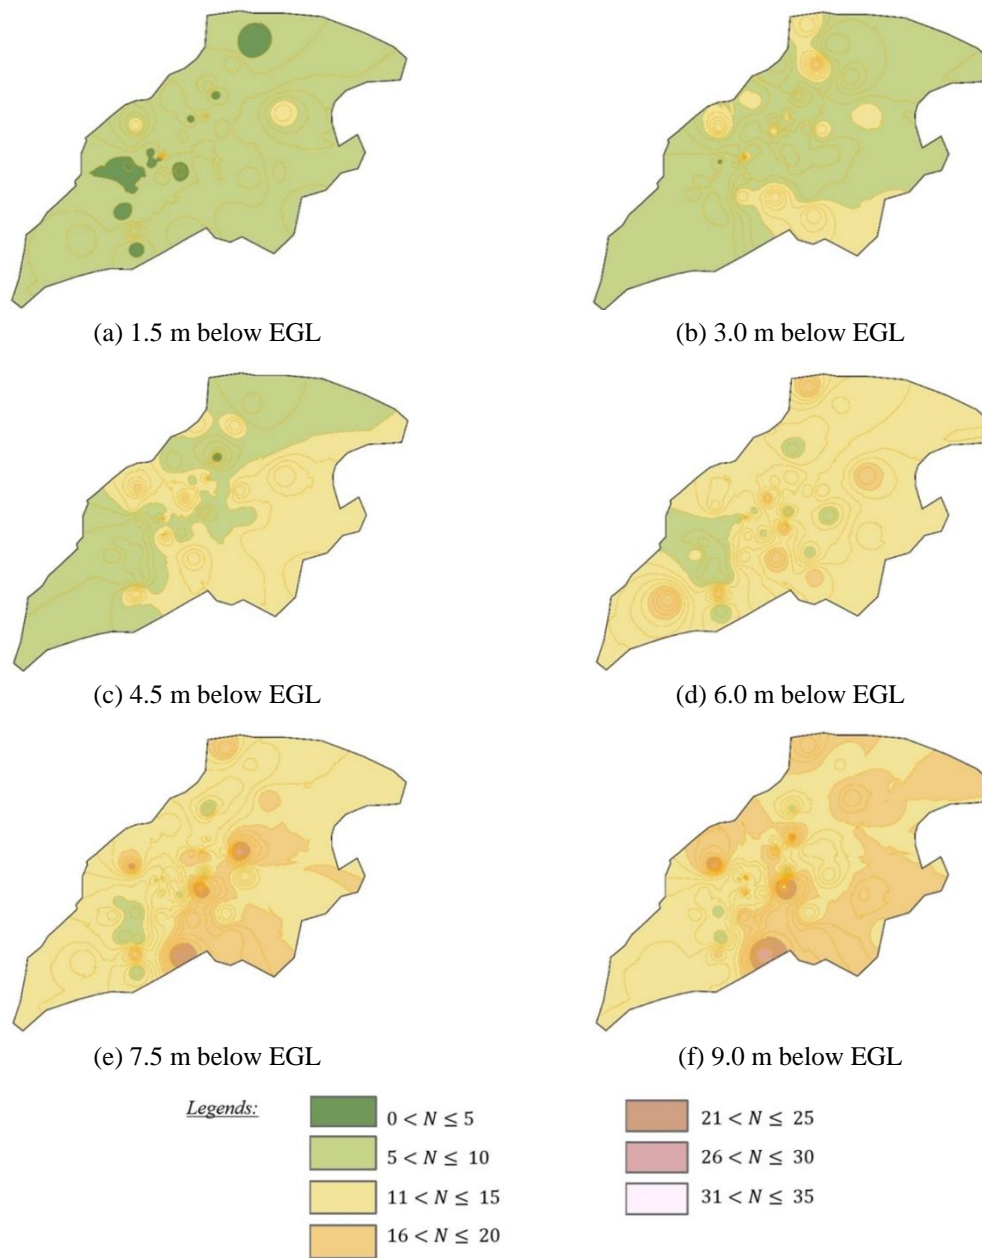 (a) 1.5 m below EGL
(b) 3.0 m below EGL
(c) 4.5 m below EGL
(d) 6.0 m below EGL
(e) 7.5 m below EGL
(f) 9.0 m below EGL
Legends:
0 < N ≤ 5
5 < N ≤ 10
11 < N ≤ 15
16 < N ≤ 20
21 < N ≤ 25
26 < N ≤ 30
31 < N ≤ 35